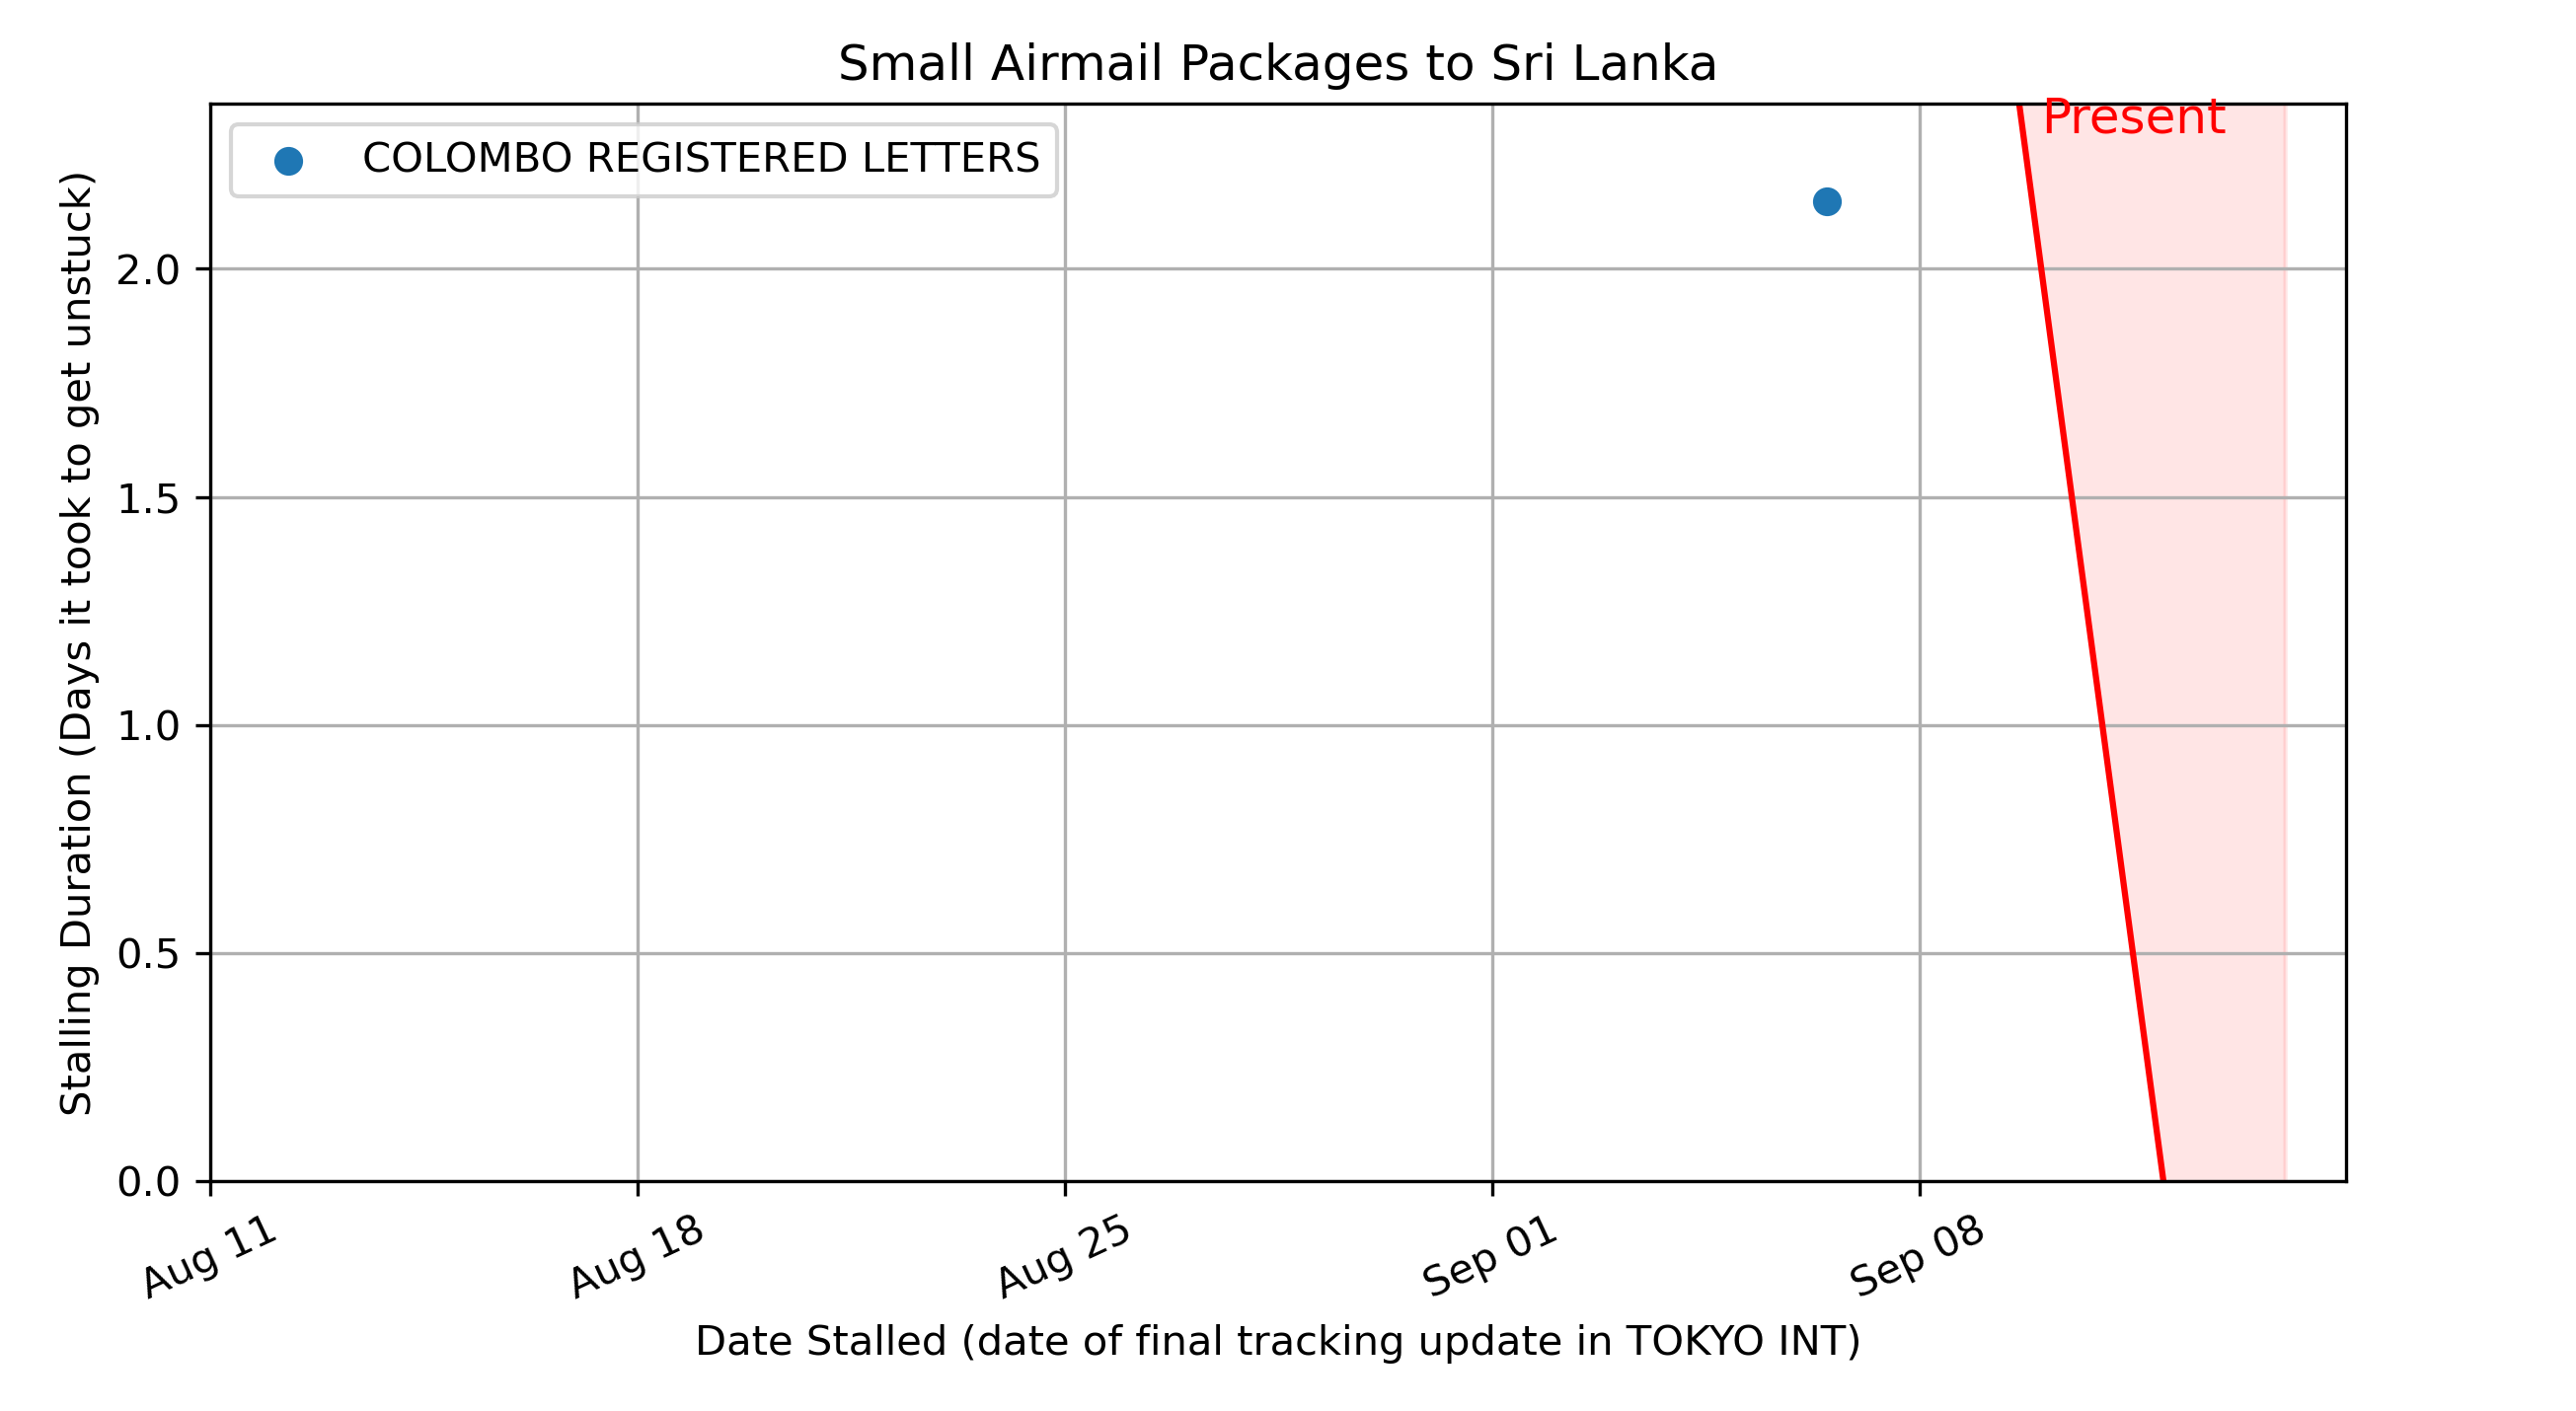 Small Airmail Packages to Sri Lanka
Present
COLOMBO REGISTERED LETTERS
Stalling Duration (Days it took to get unstuck)
2.0
1.5
1.0
0.5
0.0
Aug 11
Aug 18
Aug 25
Sep 01
Sep 08
Date Stalled (date of final tracking update in TOKYO INT)